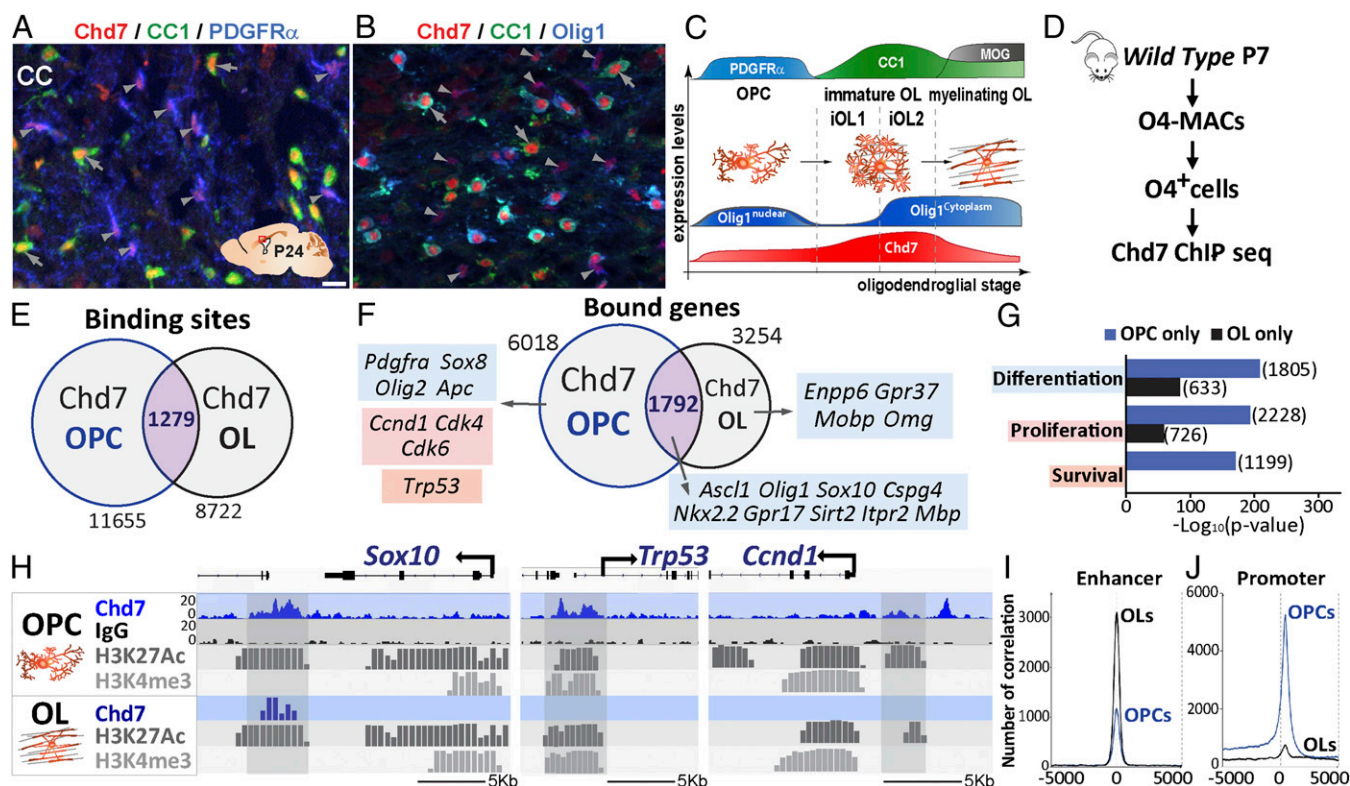 A
Chd7 / CC1 / PDGFRα
CC
P24
B
Chd7 / CC1 / Olig1
C
expression levels
PDGFRα
CC1
MOG
OPC
immature OL
myelinating OL
iOL1
iOL2
Olig1nuclear
Olig1Cytoplasm
Chd7
oligodendroglial stage
D
Wild Type P7
O4-MACs
O4+cells
Chd7 ChIP seq
E
Binding sites
Chd7
OPC
1279
Chd7
OL
11655
8722
F
Bound genes
6018
3254
Pdgfra Sox8
Olig2 Apc
Ccnd1 Cdk4
Cdk6
Trp53
Chd7
OPC
1792
Chd7
OL
Enpp6 Gpr37
Mobp Omg
Ascl1 Olig1 Sox10 Cspg4
Nkx2.2 Gpr17 Sirt2 Itpr2 Mbp
G
OPC only
OL only
Differentiation
(1805)
(633)
Proliferation
(2228)
(726)
Survival
(1199)
0 100 200 300
-Log10(p-value)
H
Sox10
Trp53
Ccnd1
OPC
Chd7
20
0
IgG
20
0
H3K27Ac
H3K4me3
OL
Chd7
H3K27Ac
H3K4me3
5Kb
5Kb
5Kb
I
Enhancer
Number of correlation
3000
2000
1000
0
OLs
OPCs
-5000 0 5000
J
Promoter
6000
4000
2000
0
OPCs
OLs
-5000 0 5000